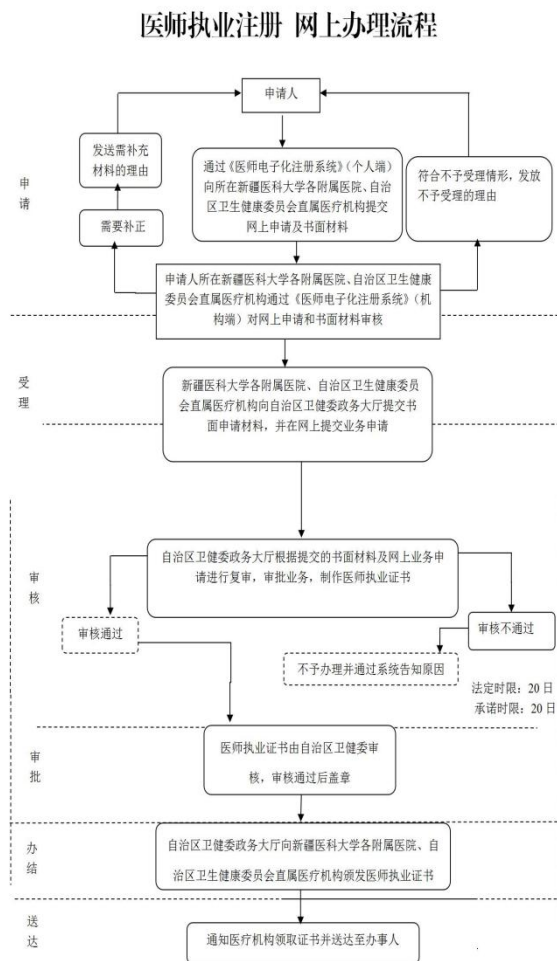 医师执业注册 网上办理流程
申请人
发送需补充
材料的理由
通过《医师电子化注册系统》(个人端)
向所在新疆医科大学各附属医院、自治
区卫生健康委员会直属医疗机构提交
网上申请及书面材料
符合不予受理情形，发放
不予受理的理由
申
请
需要补正
申请人所在新疆医科大学各附属医院、自治区卫生健康
委员会直属医疗机构通过《医师电子化注册系统》(机
构端）对网上申请和书面材料审核
受
理
新疆医科大学各附属医院、自治区卫生健康委员
会直属医疗机构向自治区卫健委政务大厅提交书
面申请材料，并在网上提交业务申请
审
核
自治区卫健委政务大厅根据提交的书面材料及网上业务申
请进行复审，审批业务，制作医师执业证书
审核通过
审核不通过
不予办理并通过系统告知原因
法定时限：20 日
承诺时限：20 日
审
批
医师执业证书由自治区卫健委审
核，审核通过后盖章
办
结
自治区卫健委政务大厅向新疆医科大学各附属医院、自
治区卫生健康委员会直属医疗机构颁发医师执业证书
送
达
通知医疗机构领取证书并送达至办事人